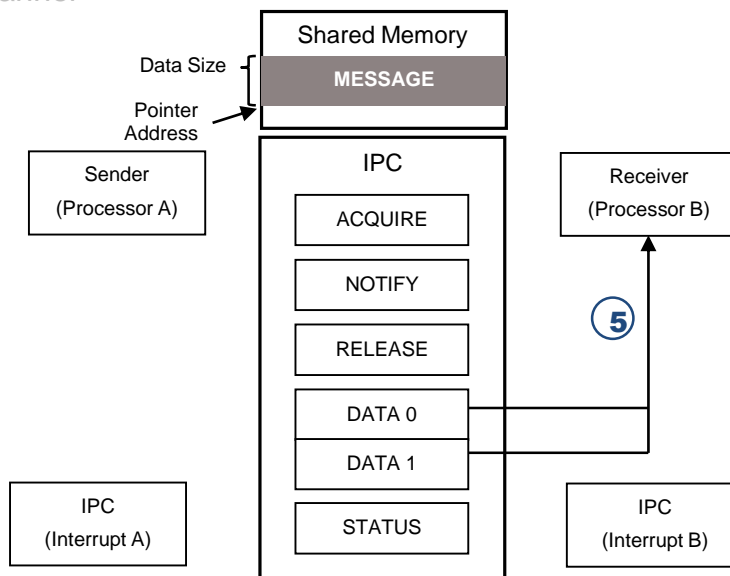 Shared Memory
Data Size
MESSAGE
Pointer
Address
IPC
Sender
(Processor A)
Receiver
(Processor B)
ACQUIRE
NOTIFY
5
RELEASE
DATA 0
DATA 1
IPC
(Interrupt A)
STATUS
IPC
(Interrupt B)